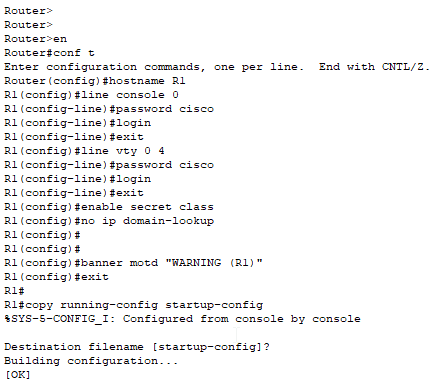 Router>
Router>
Router>en
Router#conf t
Enter configuration commands, one per line.  End with CNTL/Z.
Router(config)#hostname R1
R1(config)#line console 0
R1(config-line)#password cisco
R1(config-line)#login
R1(config-line)#exit
R1(config)#line vty 0 4
R1(config-line)#password cisco
R1(config-line)#login
R1(config-line)#exit
R1(config)#enable secret class
R1(config)#no ip domain-lookup
R1(config)#
R1(config)#
R1(config)#banner motd "WARNING (R1)"
R1(config)#exit
R1#
R1#copy running-config startup-config
%SYS-5-CONFIG_I: Configured from console by console

Destination filename [startup-config]?
Building configuration...
[OK]